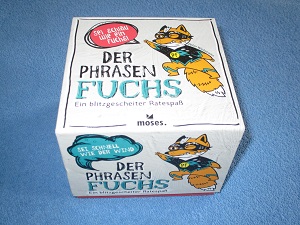 SEI SCHLAU
WIE EIN
FUCHS!
DER
PHRASEN
FUCHS
Ein blitzgescheiter Ratespaß
moses.
SEI SCHNELL
WIE DER WIND
DER
PHRASEN
FUCHS
Ein blitzgescheiter Ratespaß
moses.